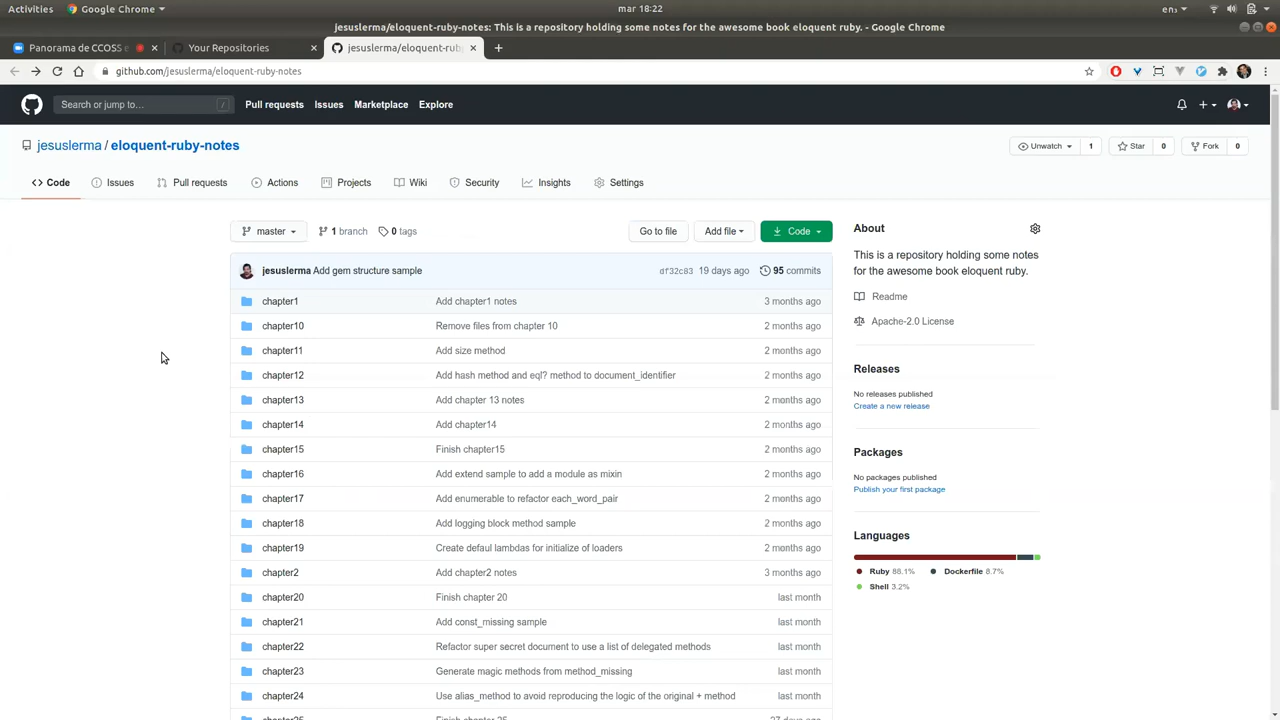 Activities Google Chrome mar 18:22 en₁
jesuslerma/eloquent-ruby-notes: This is a repository holding some notes for the awesome book eloquent ruby. - Google Chrome
Panorama de CCOSS e
Your Repositories
jesuslerma/eloquent-rub
github.com/jesuslerma/eloquent-ruby-notes
Search or jump to… /
Pull requests Issues Marketplace Explore
jesuslerma / eloquent-ruby-notes
Unwatch 1 Star 0 Fork 0
Code Issues Pull requests Actions Projects Wiki Security Insights Settings
master 1 branch 0 tags Go to file Add file Code
jesuslerma Add gem structure sample df32c83 19 days ago 95 commits
chapter1 Add chapter1 notes 3 months ago
chapter10 Remove files from chapter 10 2 months ago
chapter11 Add size method 2 months ago
chapter12 Add hash method and eql? method to document_identifier 2 months ago
chapter13 Add chapter 13 notes 2 months ago
chapter14 Add chapter14 2 months ago
chapter15 Finish chapter15 2 months ago
chapter16 Add extend sample to add a module as mixin 2 months ago
chapter17 Add enumerable to refactor each_word_pair 2 months ago
chapter18 Add logging block method sample 2 months ago
chapter19 Create defaul lambdas for initialize of loaders 2 months ago
chapter2 Add chapter2 notes 3 months ago
chapter20 Finish chapter 20 last month
chapter21 Add const_missing sample last month
chapter22 Refactor super secret document to use a list of delegated methods last month
chapter23 Generate magic methods from method_missing last month
chapter24 Use alias_method to avoid reproducing the logic of the original + method last month
About
This is a repository holding some notes
for the awesome book eloquent ruby.
Readme
Apache-2.0 License
Releases
No releases published
Create a new release
Packages
No packages published
Publish your first package
Languages
Ruby 88.1% Dockerfile 8.7%
Shell 3.2%